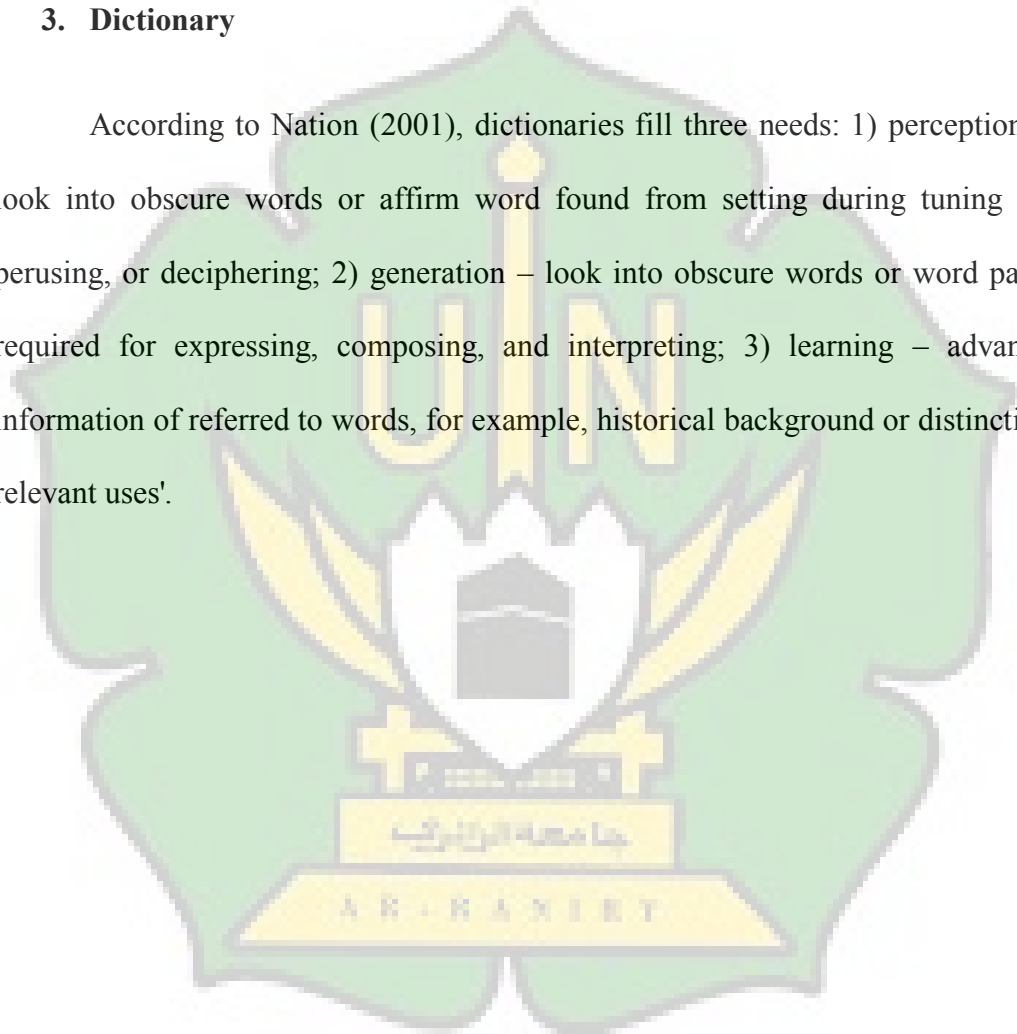 3. Dictionary
According to Nation (2001), dictionaries fill three needs: 1) perception
look into obscure words or affirm word found from setting during tuning
perusing, or deciphering; 2) generation – look into obscure words or word pa
required for expressing, composing, and interpreting; 3) learning – advan
information of referred to words, for example, historical background or distincti
relevant uses'.
UIN
جامعة الرانيري
AR-RANIRY